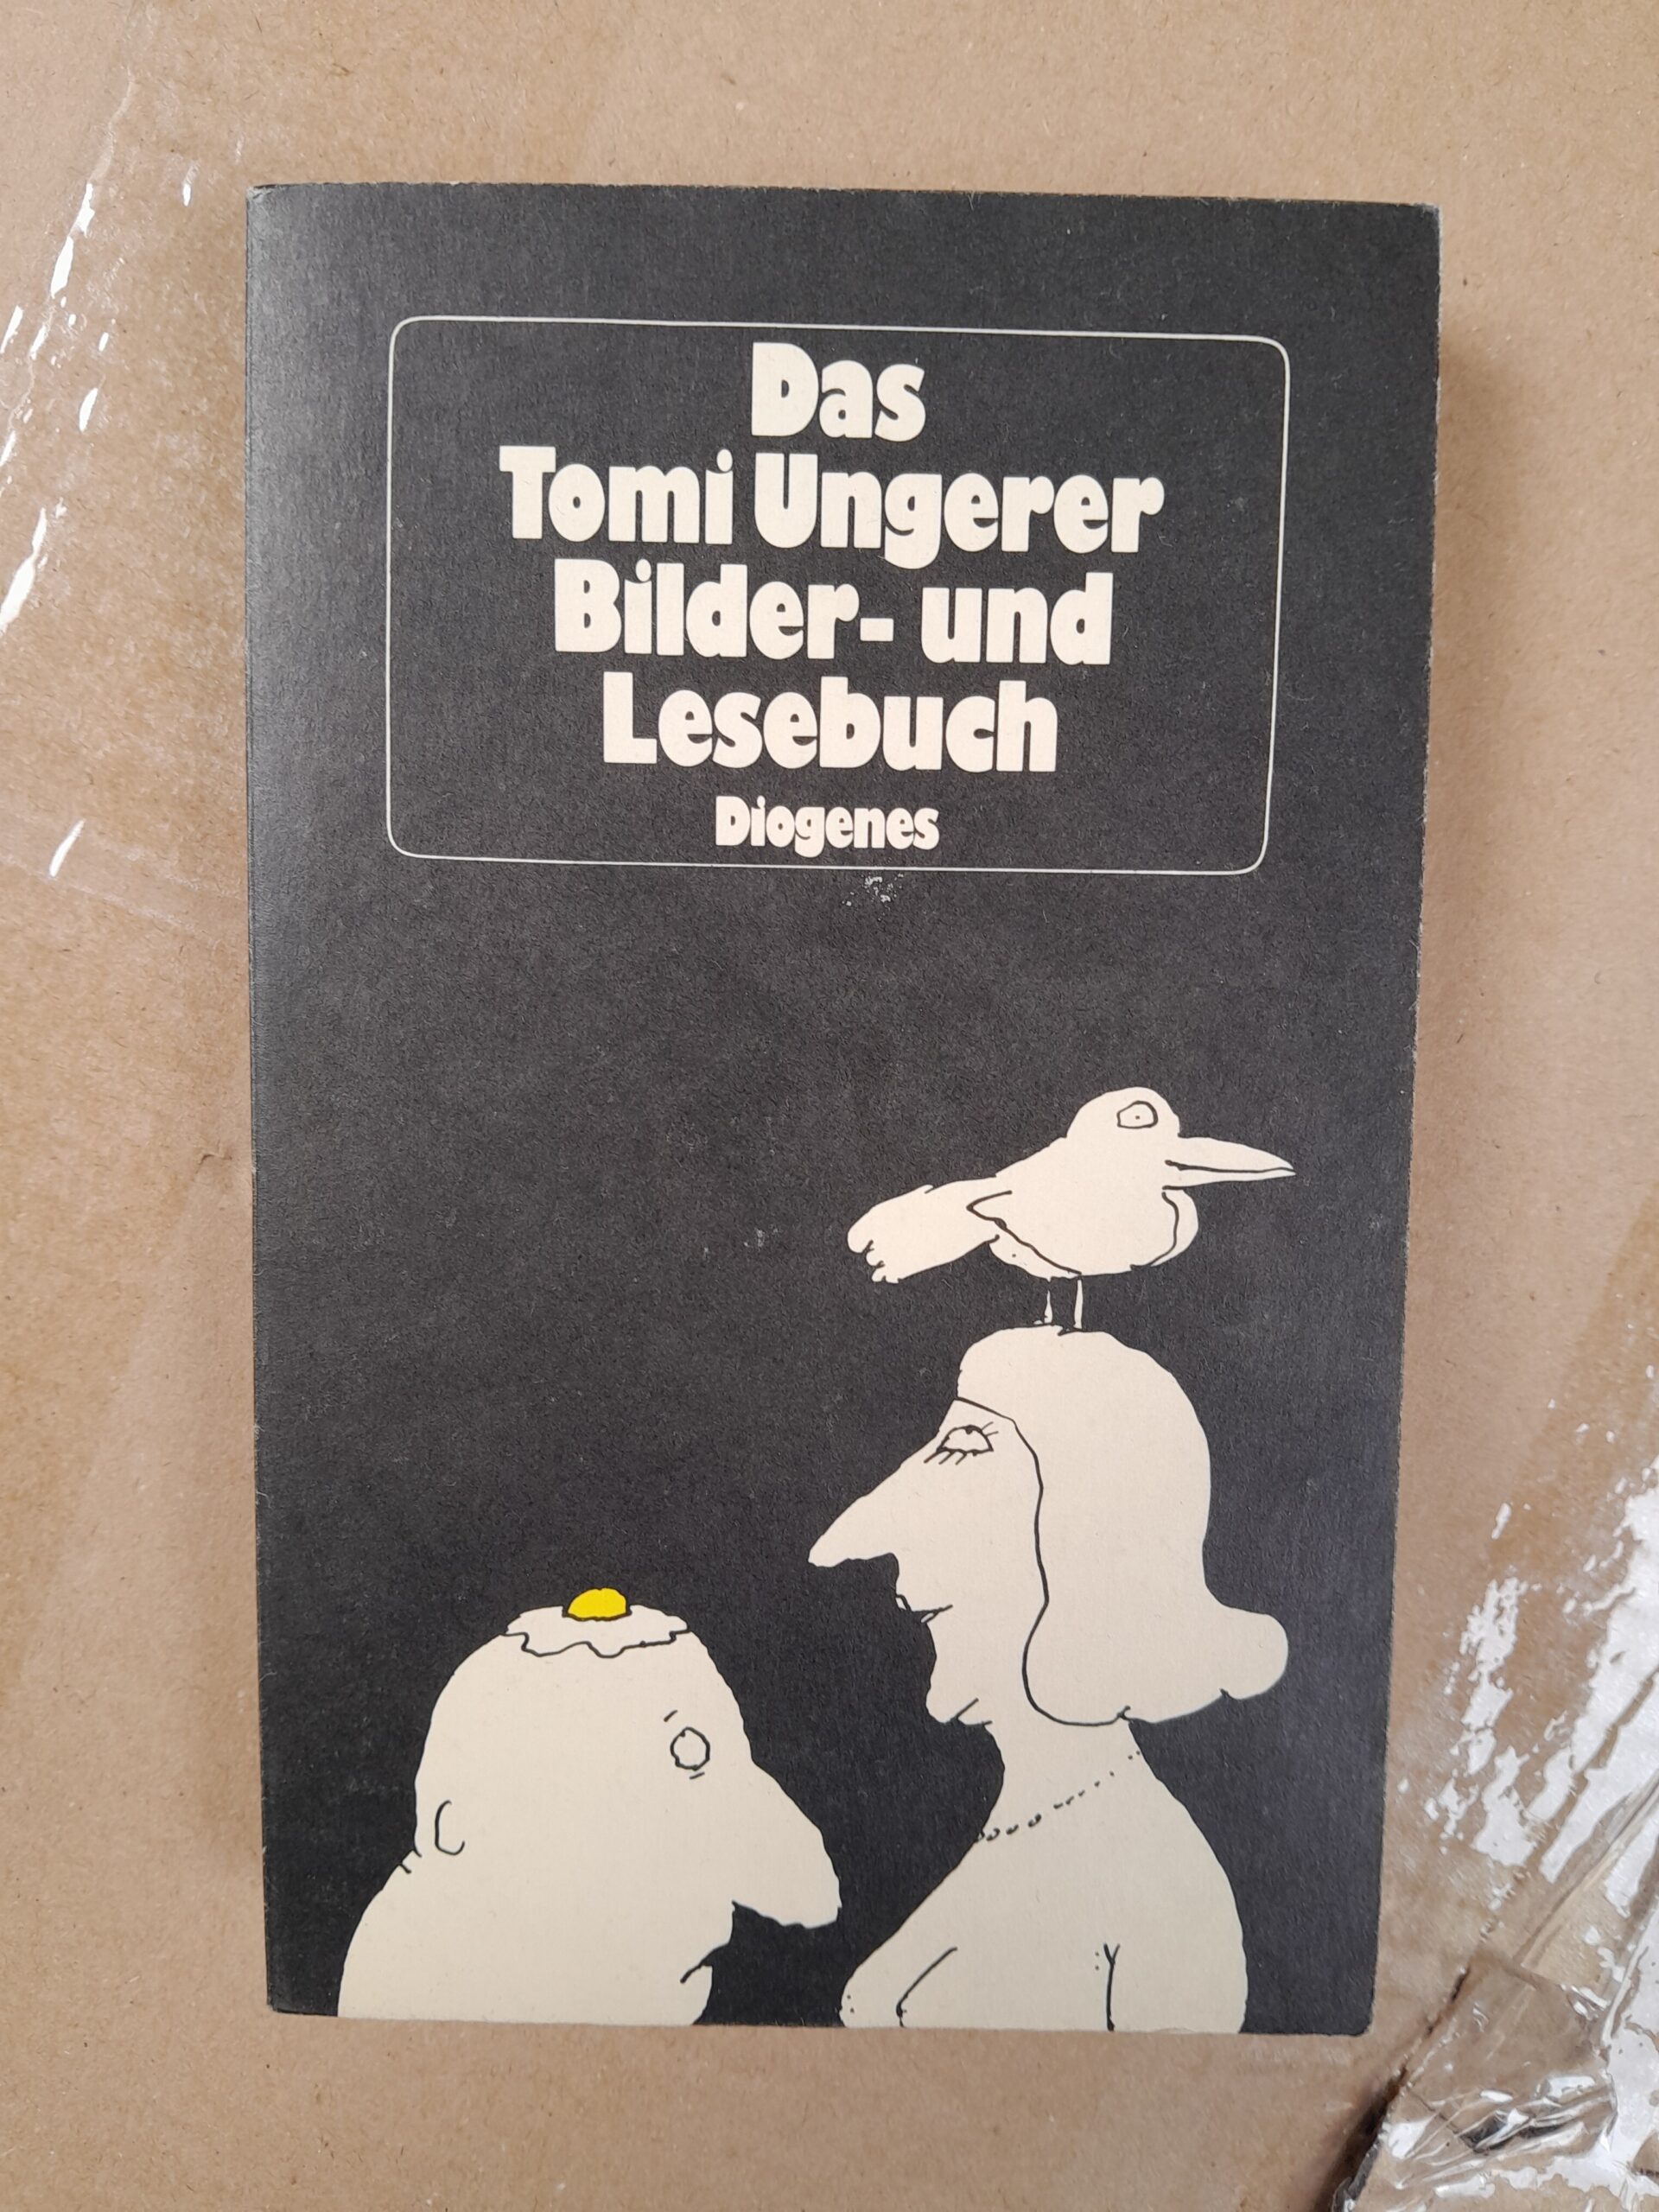 Das
Tomi Ungerer
Bilder- und
Lesebuch
Diogenes